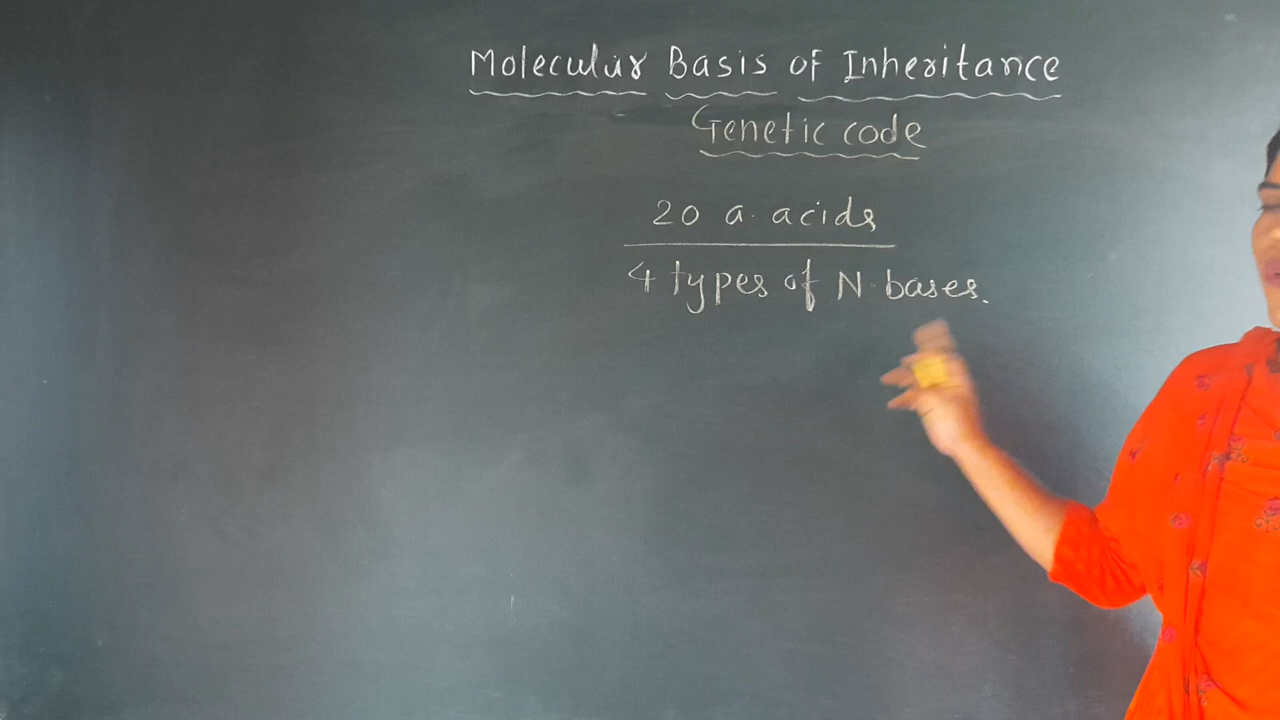 Molecular Basis of Inheritance
Genetic code
20 a. acids
4 types of N. bases.